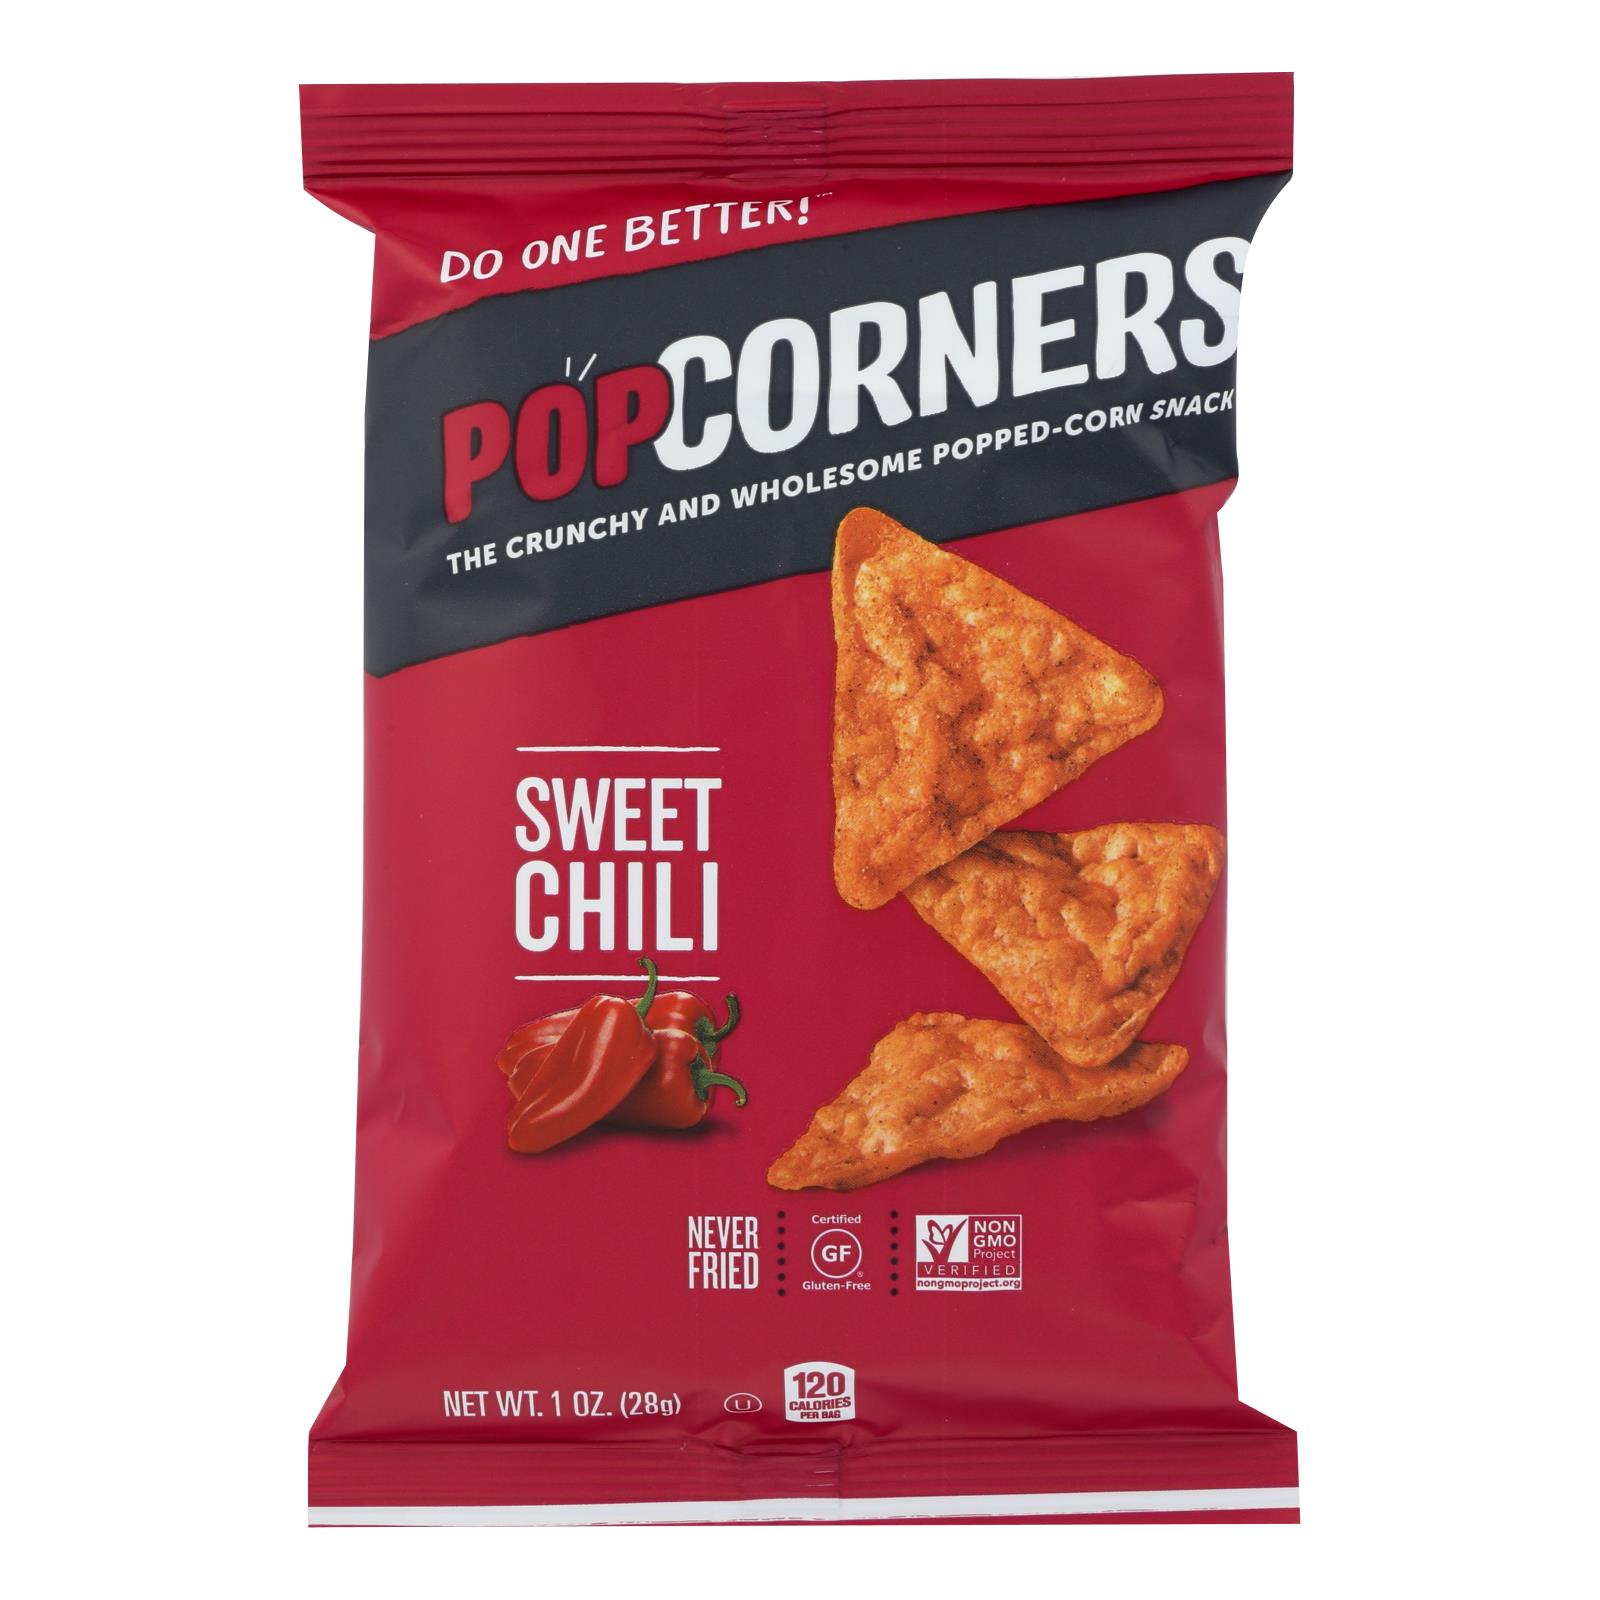 DO ONE BETTER!™
POPCORNERS
THE CRUNCHY AND WHOLESOME POPPED-CORN SNACK
SWEET
CHILI
NEVER
FRIED
Certified
GF
®
Gluten-Free
NON
GMO
Project
VERIFIED
nongmoproject.org
NET WT. 1 OZ. (28g)
U
120
CALORIES
PER BAG